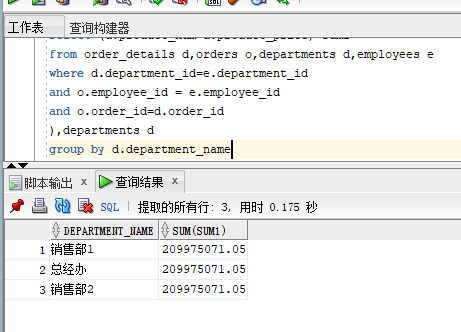 工作表 查询构建器
from order_details d,orders o,departments d,employees e
where d.department_id=e.department_id
and o.employee_id = e.employee_id
and o.order_id=d.order_id
),departments d
group by d.department_name
脚本输出 × 查询结果 ×
SQL | 提取的所有行: 3, 用时 0.175 秒
DEPARTMENT_NAME SUM(SUM1)
1 销售部1 209975071.05
2 总经办 209975071.05
3 销售部2 209975071.05